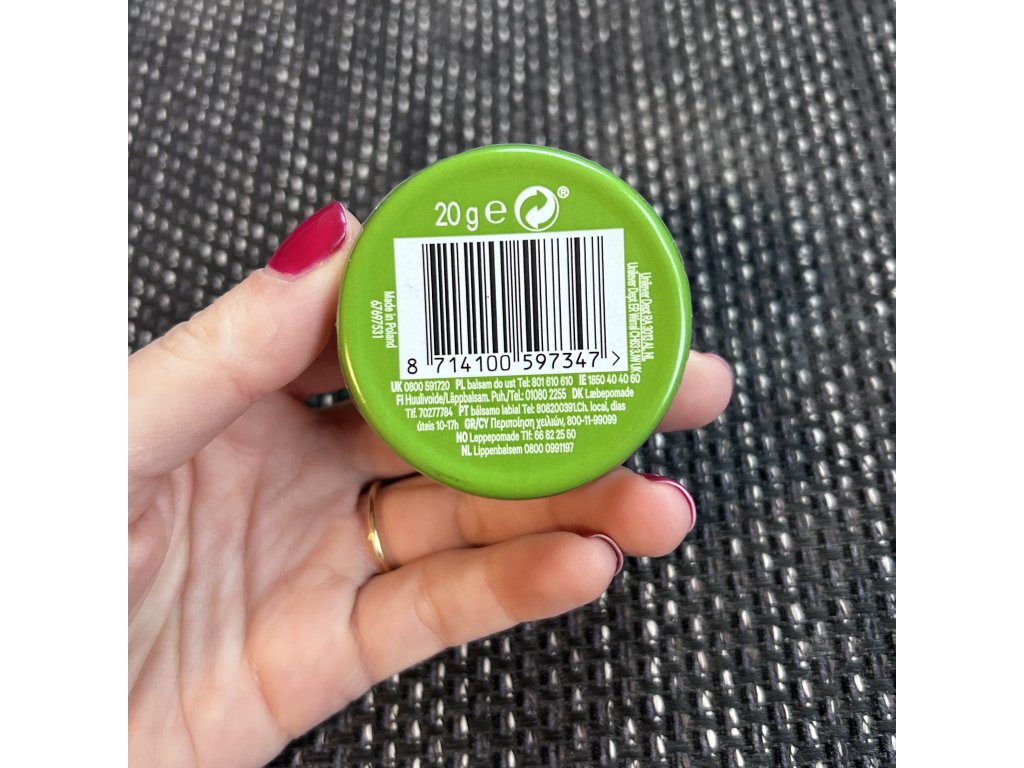 20 g e ®
8 714100 597347 >
Made in Poland
67697531
Unilever Dept RA 3013 AL NL
Unilever Dept ER Wirral CH63 3JW UK
UK 0800 591720 PL balsam do ust Tel: 801 610 610 IE 1850 40 40 60
FI Huulivoide/Läppbalsam. Puh./Tel.: 01080 2255 DK Læbepomade
Tlf. 70277784 PT bálsamo labial Tel: 808200391.Ch. local, dias
úteis 10-17h GR/CY Περιποίηση χειλιών, 800-11-99099
NO Leppepomade Tlf: 66 82 25 50
NL Lippenbalsem 0800 0991197